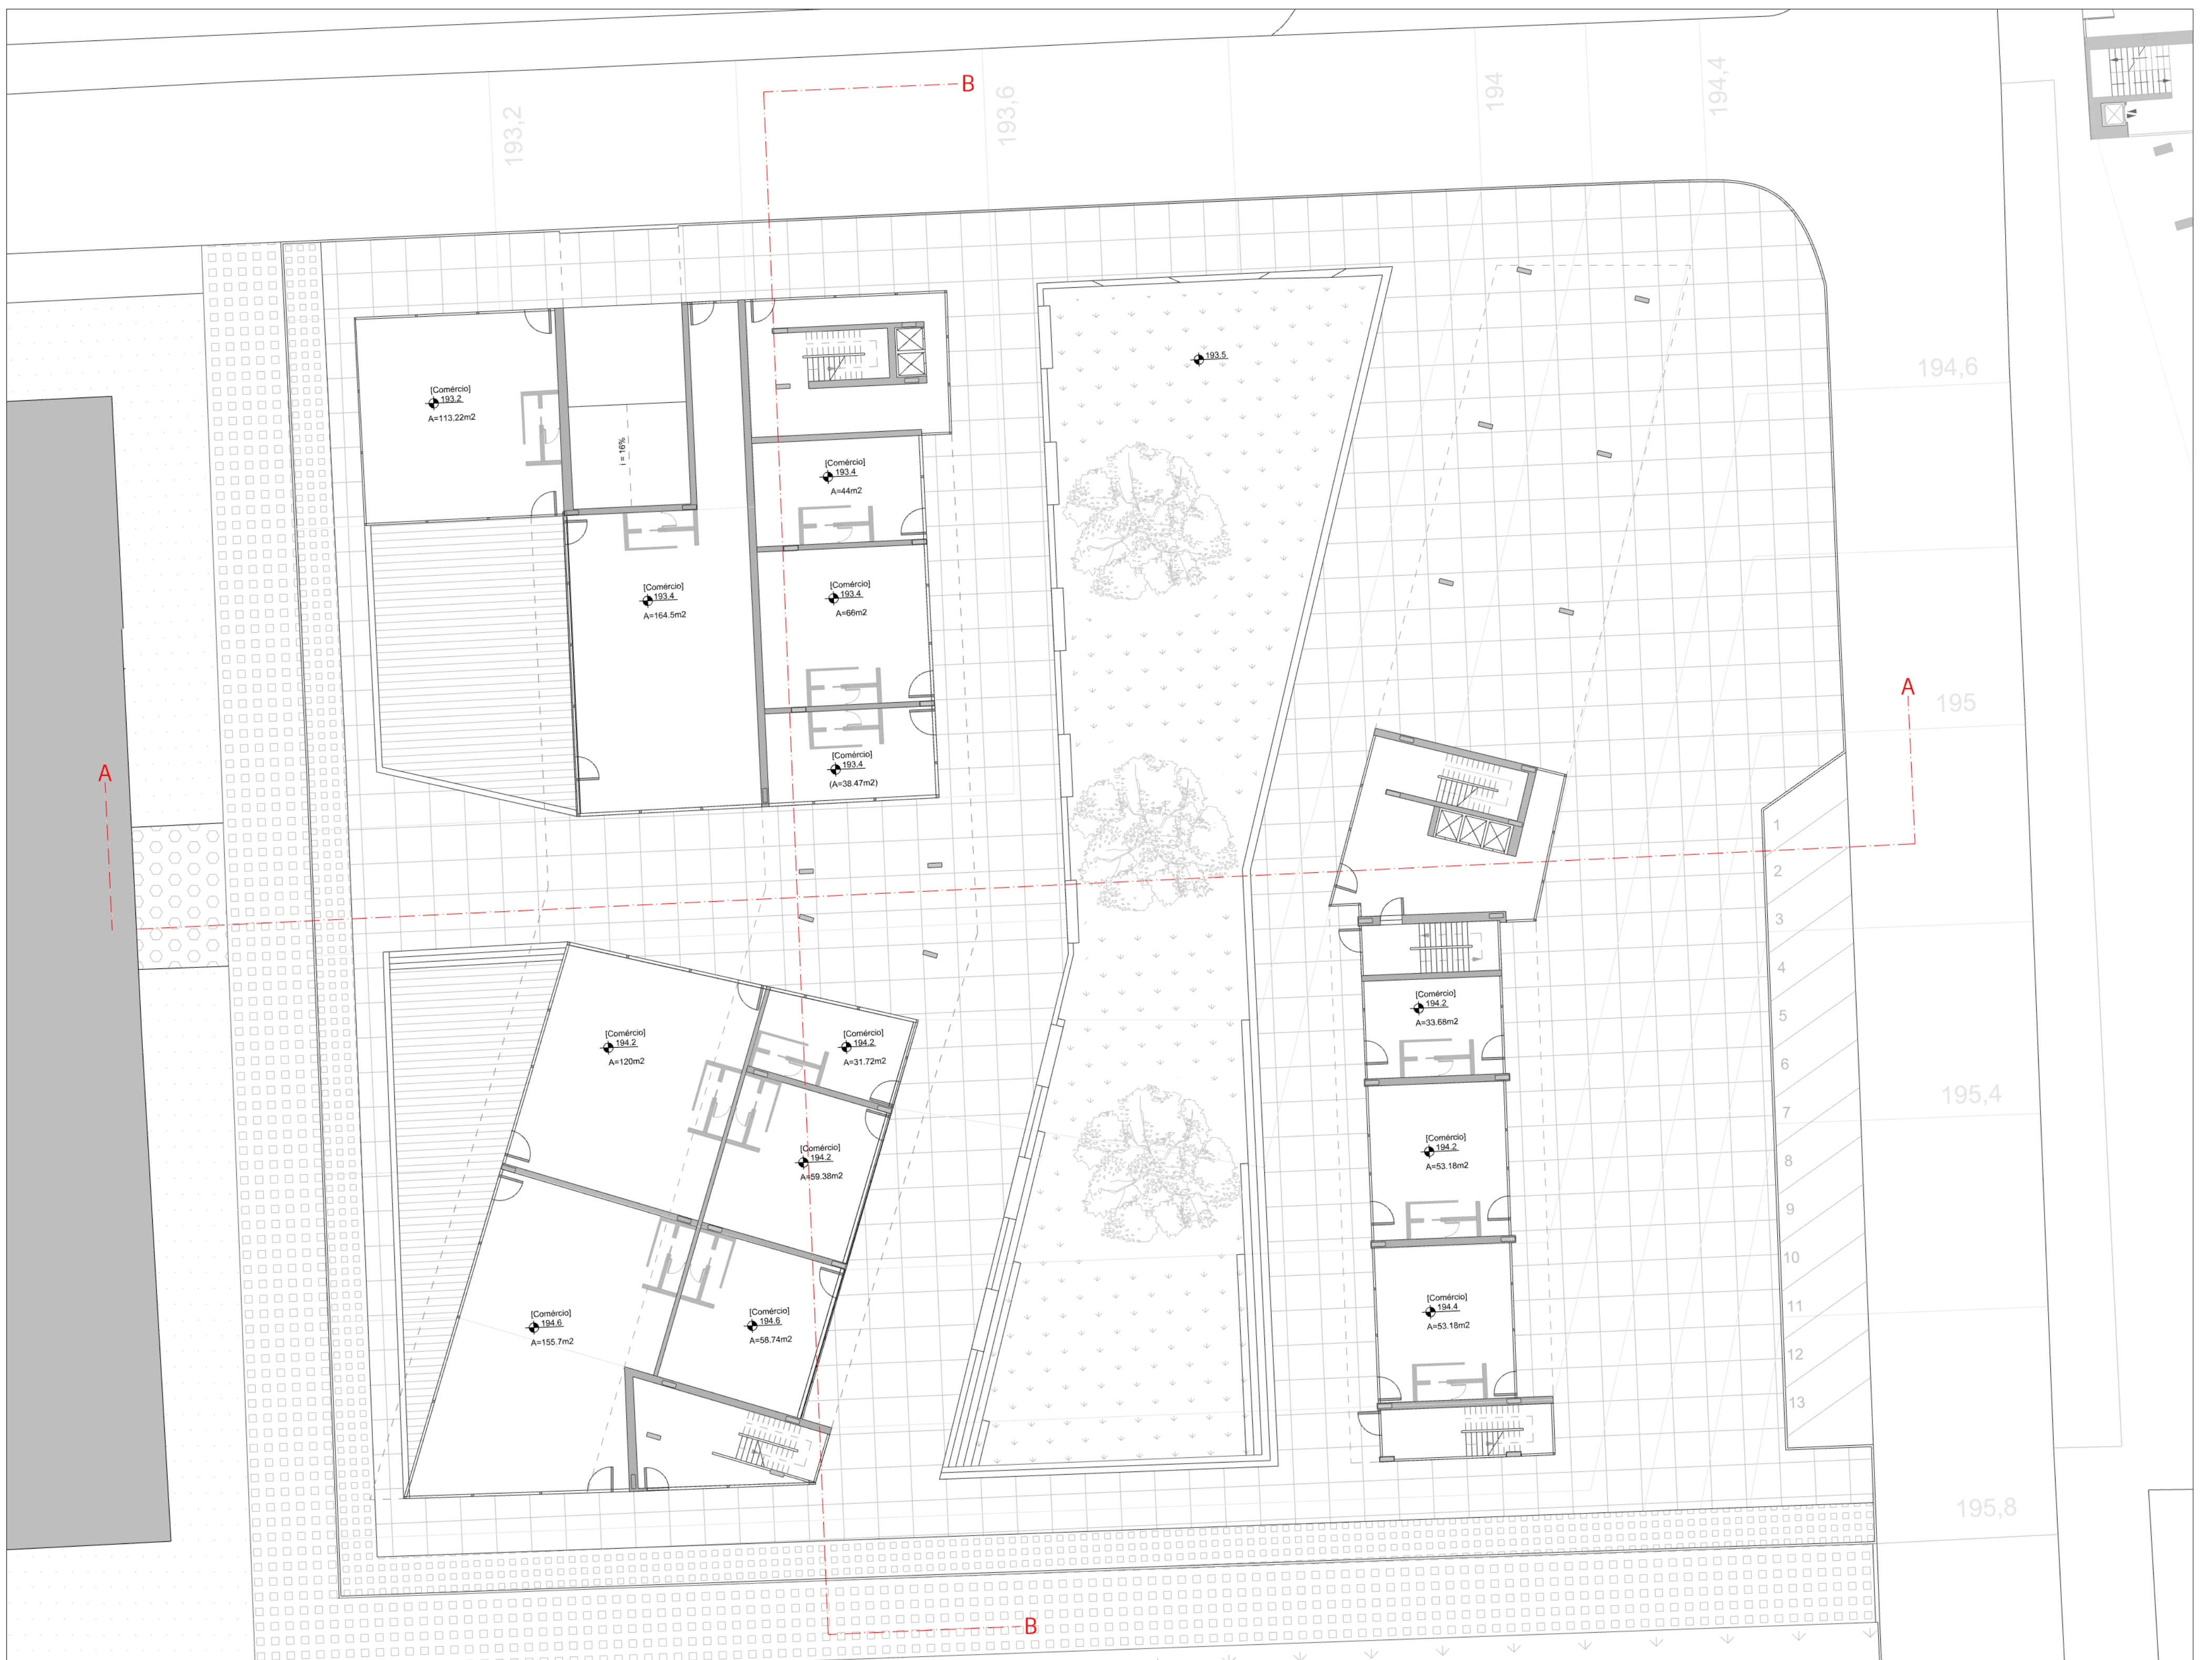 B
193,2
193,6
194
194,4
193.5
194,6
[Comércio]
193.2
A=113,22m2
i = 16%
[Comércio]
193.4
A=44m2
[Comércio]
193.4
A=164.5m2
[Comércio]
193.4
A=66m2
[Comércio]
193.4
(A=38.47m2)
A
A
195
1
2
3
4
5
6
7
8
9
10
11
12
13
[Comércio]
194.2
A=120m2
[Comércio]
194.2
A=31.72m2
[Comércio]
194.2
A=59.38m2
[Comércio]
194.6
A=155.7m2
[Comércio]
194.6
A=58.74m2
[Comércio]
194.2
A=33.68m2
[Comércio]
194.2
A=53.18m2
[Comércio]
194.4
A=53.18m2
195,4
195,8
B